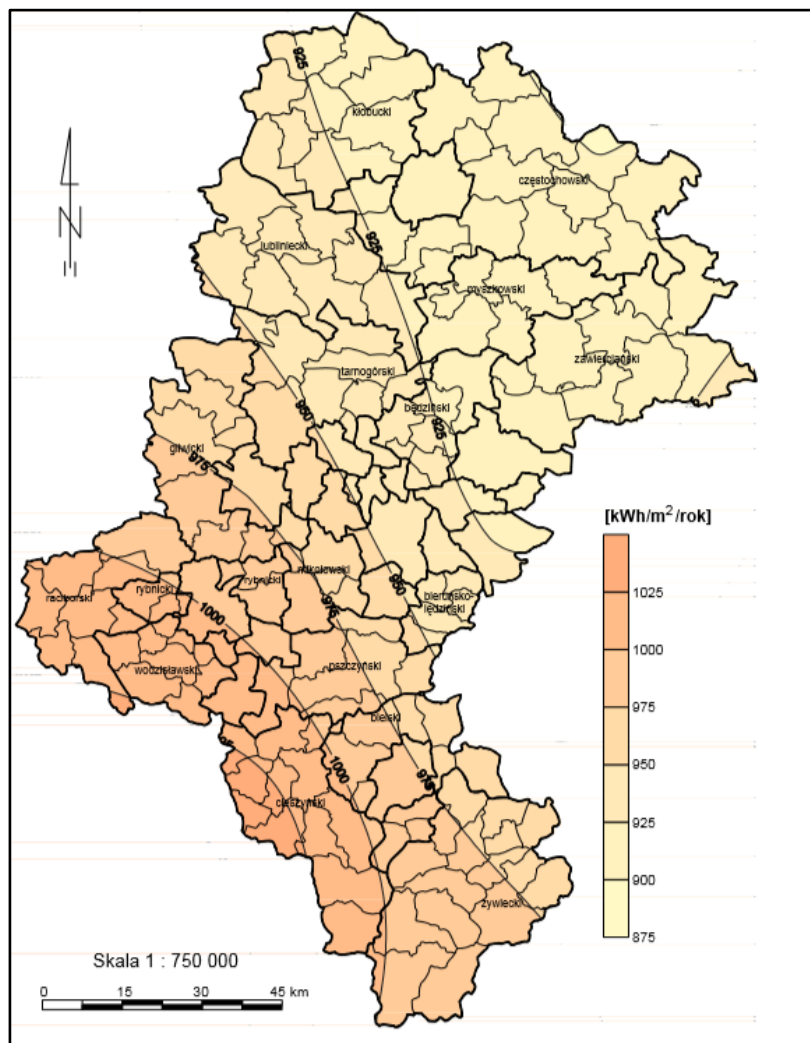 925
kłobucki
częstochowski
N
925
lubliniecki
myszkowski
zawierciański
tarnogórski
950
będziński
925
gliwicki
975
[kWh/m²/rok]
1025
1000
975
950
925
900
875
mikołowski
rybnicki
rybnicki
raciborski
950
bieruńsko-
lędziński
975
1000
wodzisławski
pszczyński
bielski
1000
975
cieszyński
żywiecki
Skala 1 : 750 000
0 15 30 45 km